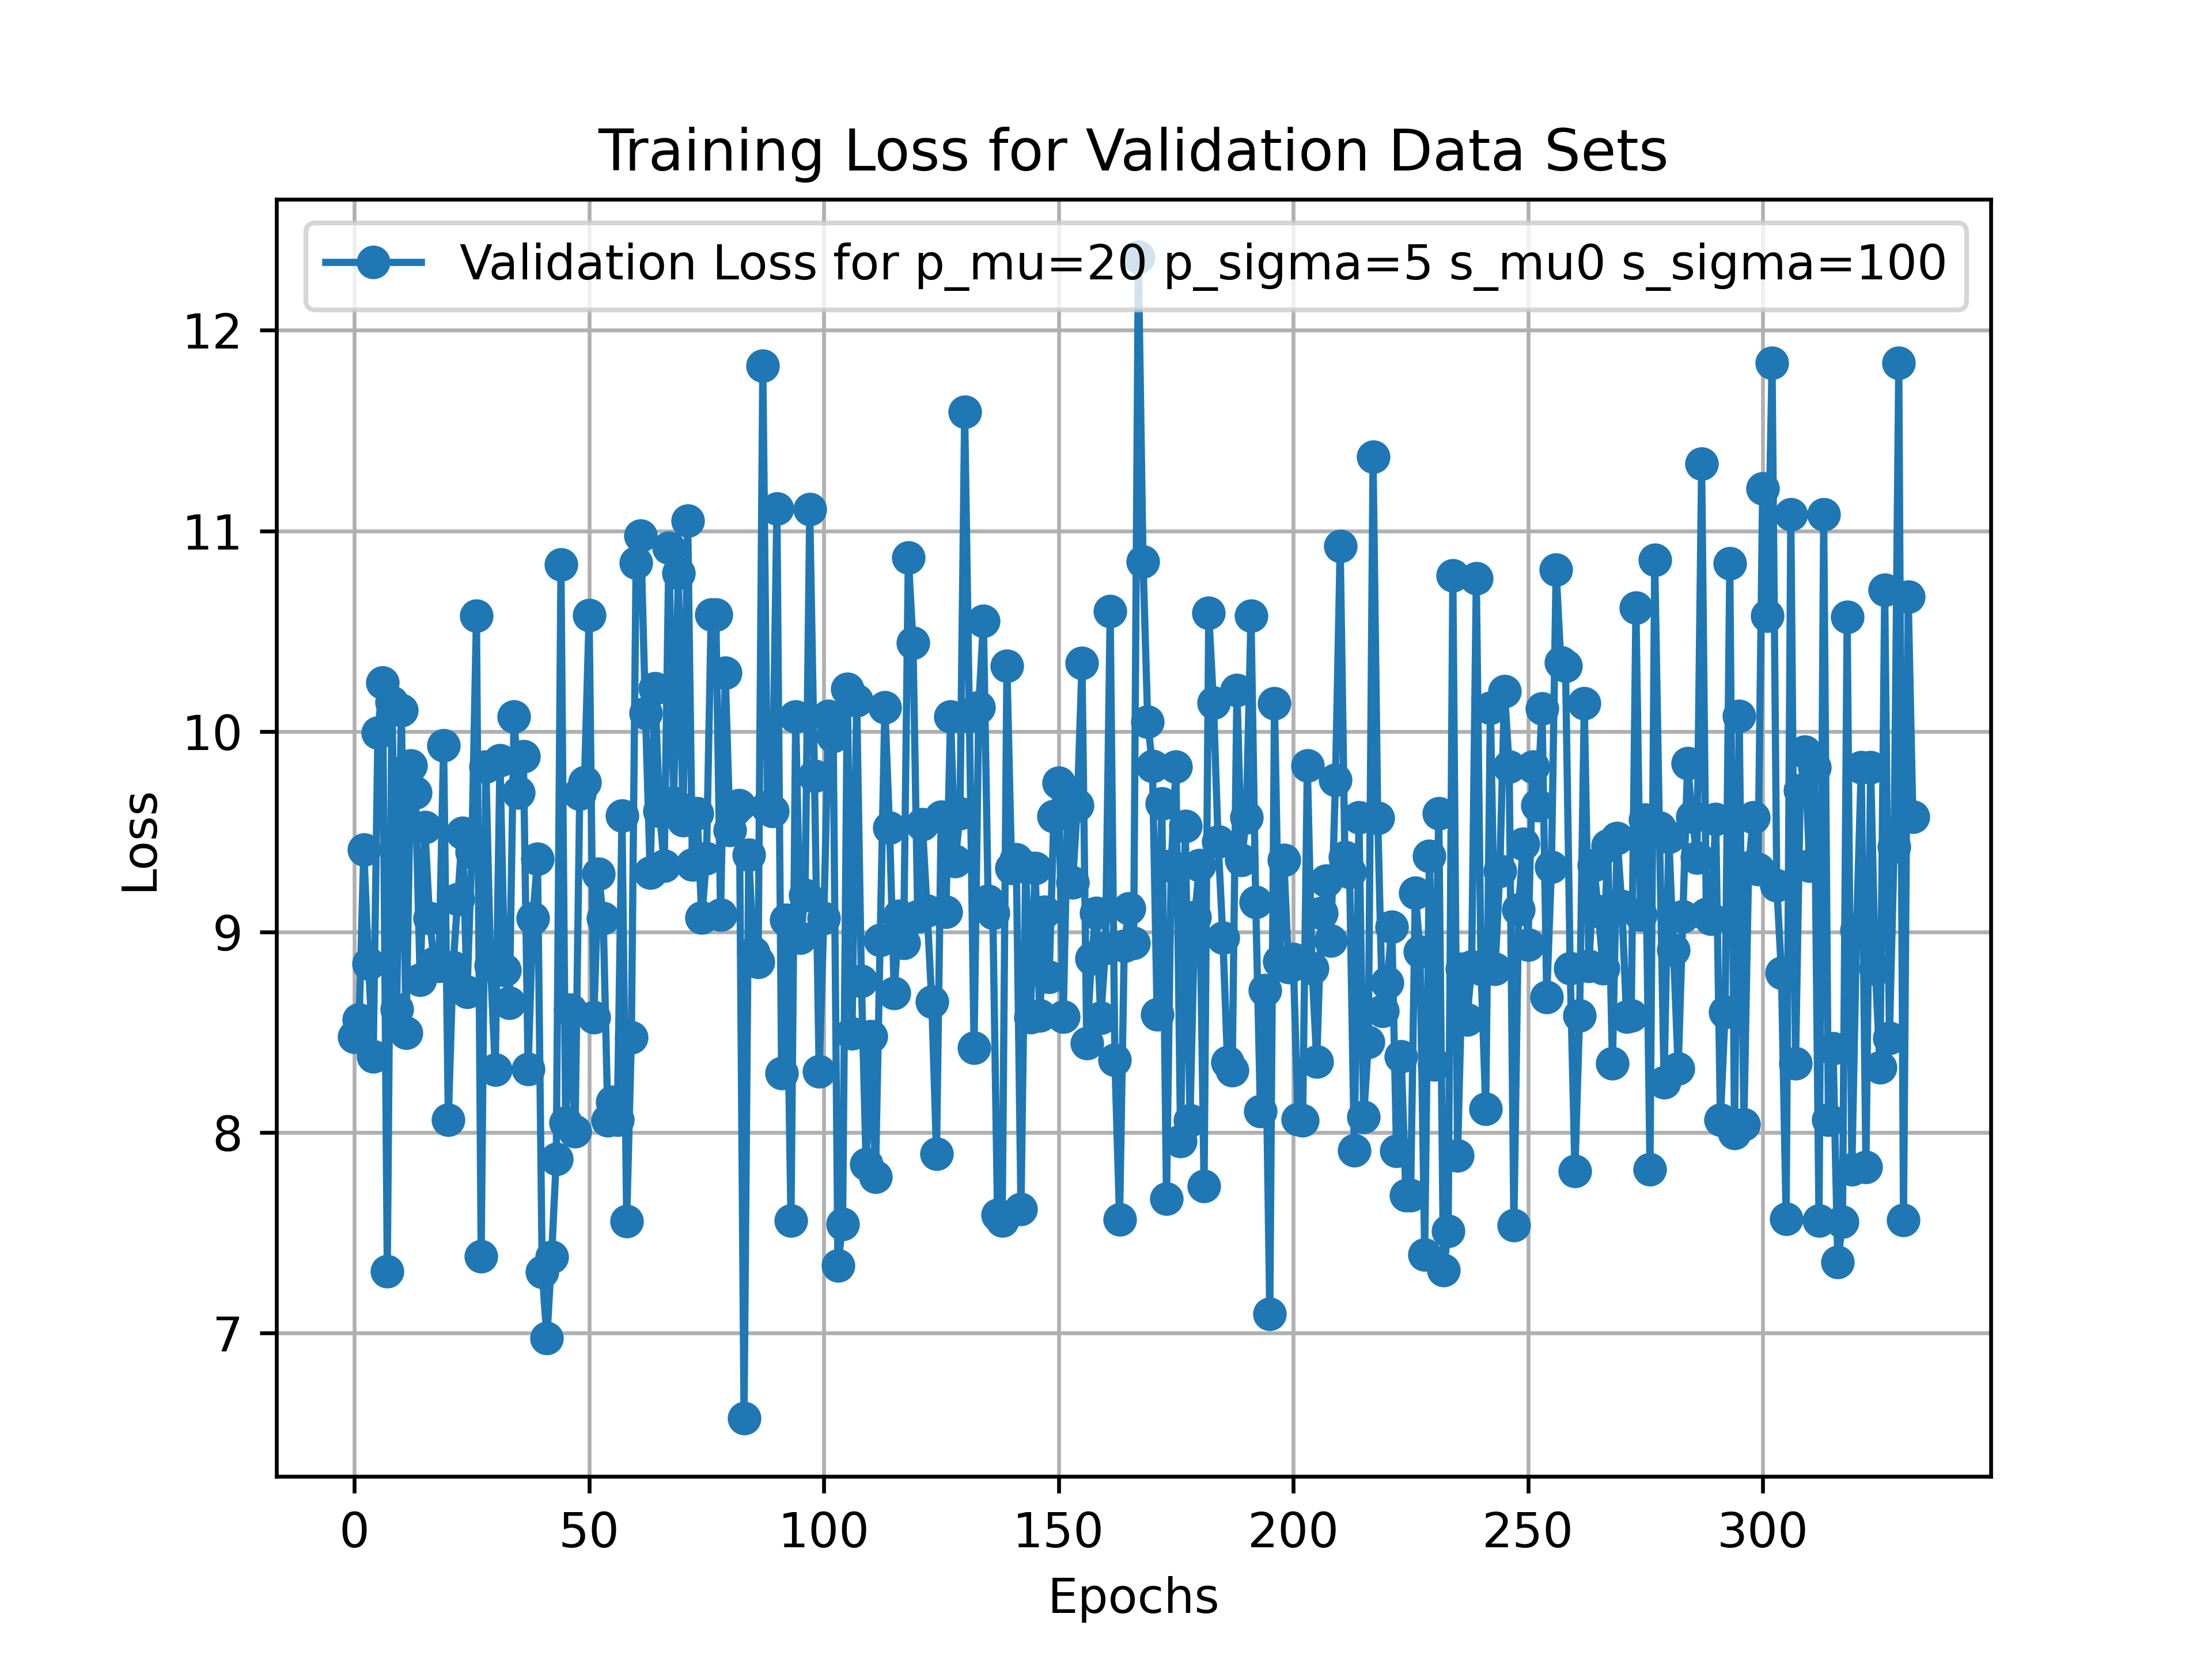 Training Loss for Validation Data Sets
Validation Loss for p_mu=20 p_sigma=5 s_mu0 s_sigma=100
12
11
10
9
8
7
Loss
0 50 100 150 200 250 300
Epochs